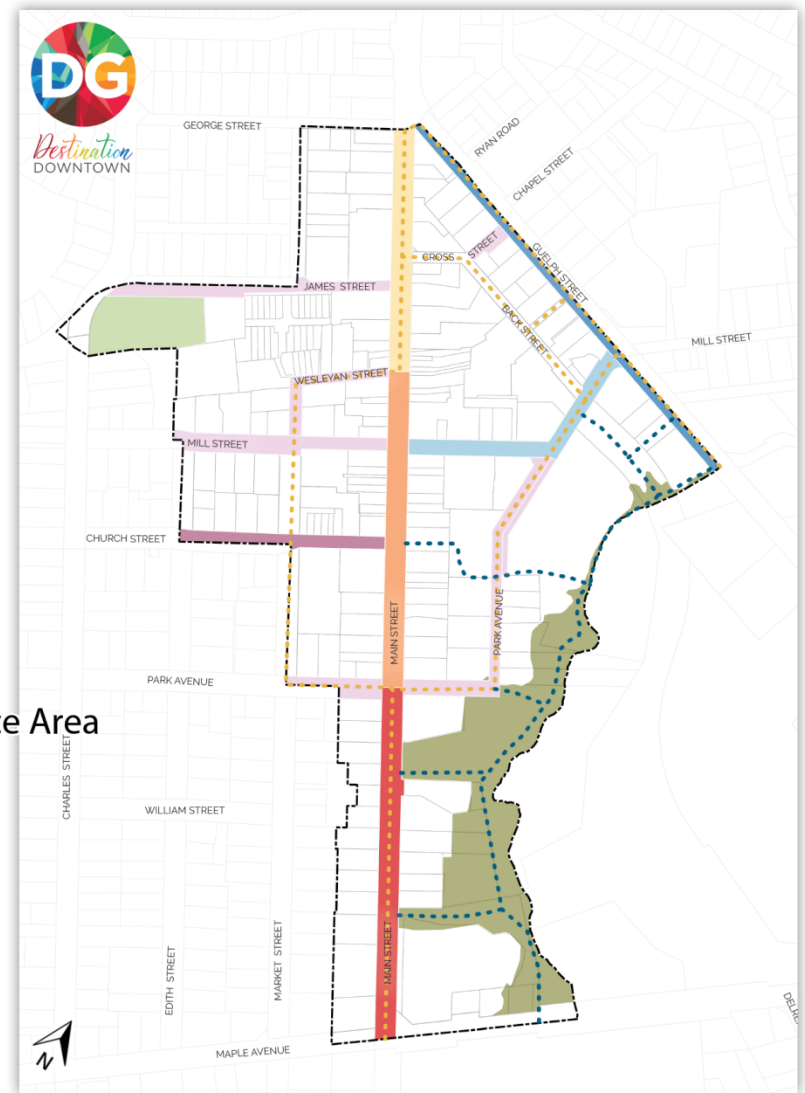 DG
Destination
DOWNTOWN
GEORGE STREET
RYAN ROAD
CHAPEL STREET
STREET
CROSS
GUELPH STREET
JAMES STREET
BACK STREET
MILL STREET
WESLEYAN STREET
MILL STREET
CHURCH STREET
MAIN STREET
PARK AVENUE
PARK AVENUE
Area
CHARLES STREET
WILLIAM STREET
EDITH STREET
MARKET STREET
MAIN STREET
MAPLE AVENUE
N